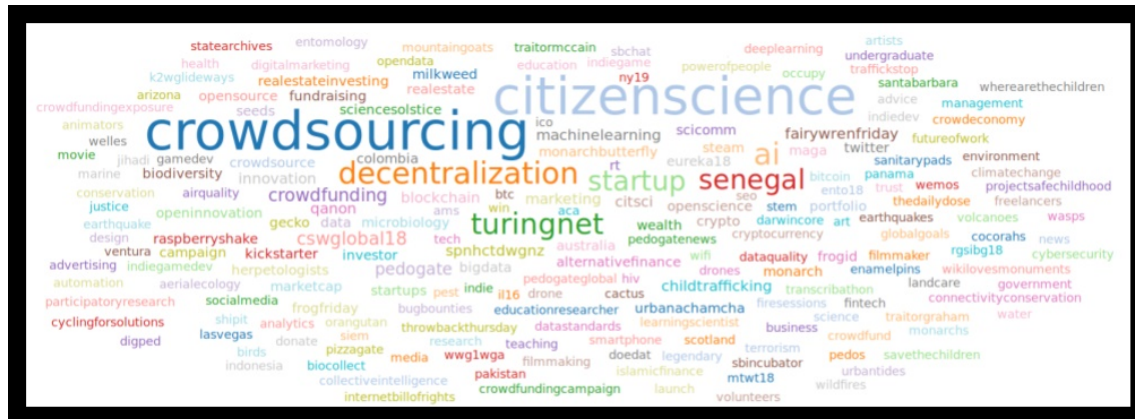 statearchives entomology mountaingoats traitormccain sbchat deeplearning artists
health digitalmarketing opendata education indiegame powerofpeople undergraduate
k2wglideways realestateinvesting milkweed ny19 occupy traffickstop
arizona opensource fundraising realestate citizenscience santabarbara wherearethechildren
crowdfundingexposure seeds sciencesolstice advice management
animators crowdsourcing ico machinelearning scicomm fairywrenfriday indiedev crowdeconomy
welles monarchbutterfly steam ai maga twitter futureofwork
movie jihadi gamedev crowdsource colombia rt eureka18 sanitarypads environment
marine biodiversity innovation decentralization startup senegal bitcoin panama climatechange
conservation airquality crowdfunding blockchain btc marketing citsci seo ento18 trust wemos projectsafechildhood
justice openinnovation qanon ams win aca openscience stem portfolio thedailydose freelancers
earthquake gecko data microbiology turingnet wealth crypto darwincore art earthquakes volcanoes wasps
design raspberryshake cswglobal18 tech pedogatenews cryptocurrency globalgoals cocorahs news
ventura campaign kickstarter investor spnhctdwgnz australia wifi dataquality frogid filmmaker rgsibg18 cybersecurity
advertising indiegamedev herpetologists pedogate bigdata alternativefinance drones monarch enamelpins wikilovesmonuments
automation aerialecology marketcap startups pest indie pedogateglobal hiv childtrafficking transcribathon landcare government
participatoryresearch socialmedia frogfriday bugbounties il16 drone cactus urbanachamcha firesessions fintech connectivityconservation
cyclingforsolutions shipit analytics orangutan throwbackthursday educationresearcher datastandards learningscientist science traitorgraham water
digped lasvegas donate siem research teaching smartphone scotland business crowdfund monarchs
birds pizzagate media wwg1wga filmmaking doedat legendary terrorism pedos savethechildren
indonesia biocollect pakistan islamicfinance sbincubator urbantides
collectiveintelligence crowdfundingcampaign launch mtwt18 wildfires
internetbillofrights volunteers